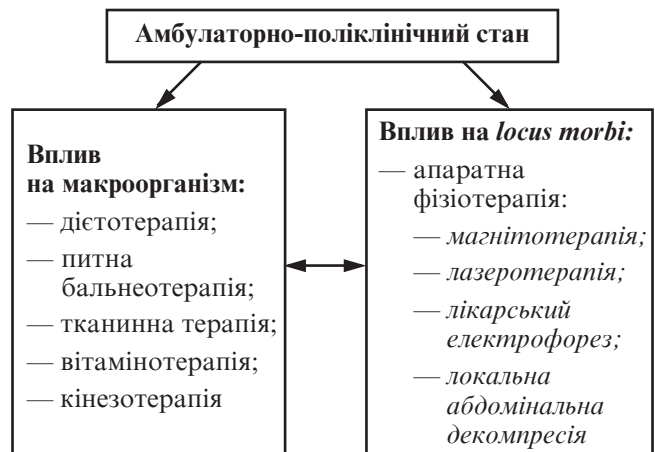 Амбулаторно-поліклінічний стан
Вплив
на макроорганізм:
— дієтотерапія;
— питна
бальнеотерапія;
— тканинна терапія;
— вітамінотерапія;
— кінезотерапія
Вплив на locus morbi:
— апаратна
фізіотерапія:
— магнітотерапія;
— лазеротерапія;
— лікарський
електрофорез;
— локальна
абдомінальна
декомпресія